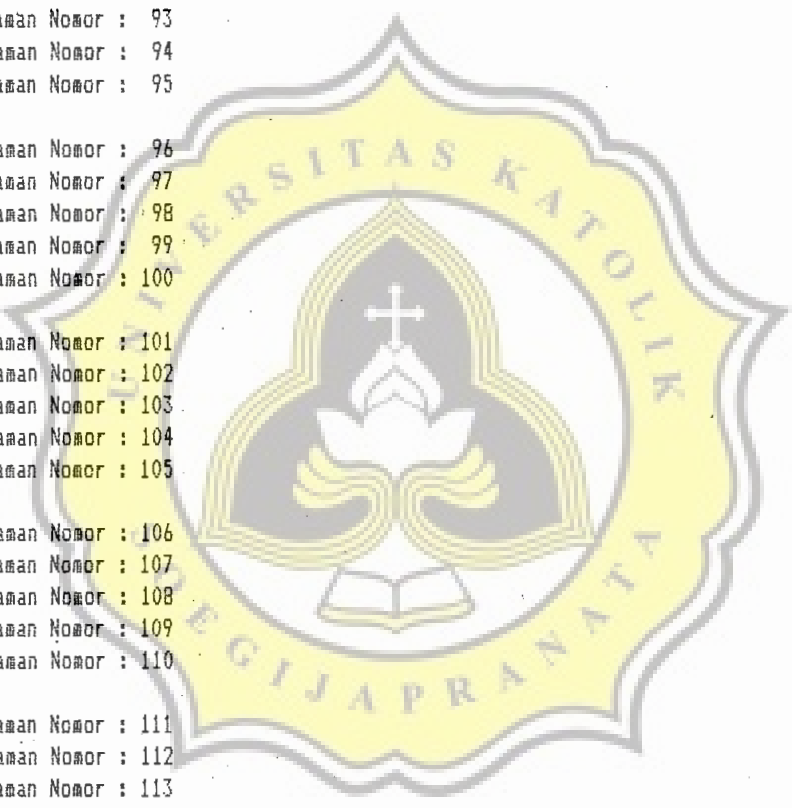 aman Nomor :  93
aman Nomor :  94
aman Nomor :  95
aman Nomor :  96
aman Nomor :  97
aman Nomor :  98
aman Nomor :  99
aman Nomor : 100
aman Nomor : 101
aman Nomor : 102
aman Nomor : 103
aman Nomor : 104
aman Nomor : 105
aman Nomor : 106
aman Nomor : 107
aman Nomor : 108
aman Nomor : 109
aman Nomor : 110
aman Nomor : 111
aman Nomor : 112
aman Nomor : 113
UNIVERSITAS KATOLIK
SOEGIJAPRANATA